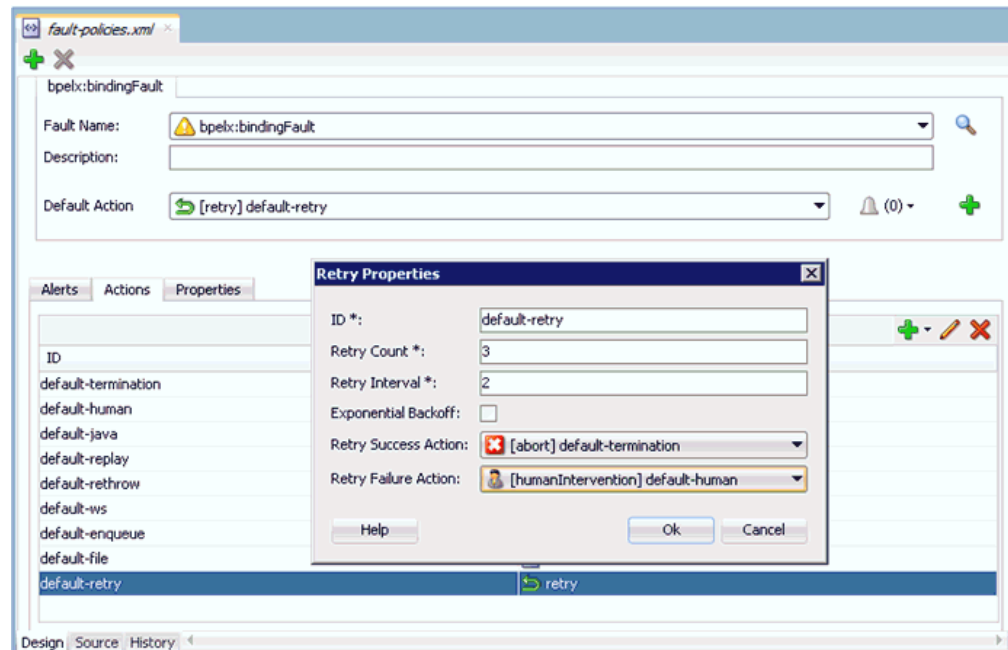 fault-policies.xml
bpelx:bindingFault
Fault Name: bpelx:bindingFault
Description:
Default Action [retry] default-retry (0)
Alerts Actions Properties
ID
default-termination
default-human
default-java
default-replay
default-rethrow
default-ws
default-enqueue
default-file
default-retry retry
Retry Properties
ID *: default-retry
Retry Count *: 3
Retry Interval *: 2
Exponential Backoff:
Retry Success Action: [abort] default-termination
Retry Failure Action: [humanIntervention] default-human
Help Ok Cancel
Design Source History